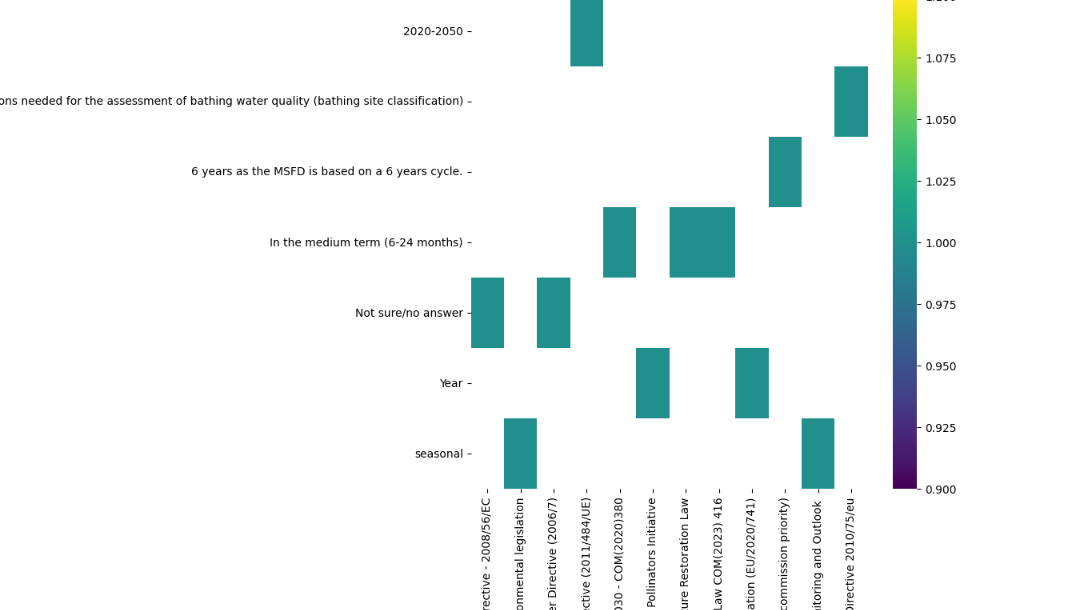 2020-2050
ons needed for the assessment of bathing water quality (bathing site classification)
6 years as the MSFD is based on a 6 years cycle.
In the medium term (6-24 months)
Not sure/no answer
Year
seasonal
1.075
1.050
1.025
1.000
0.975
0.950
0.925
0.900
rective - 2008/56/EC
onmental legislation
er Directive (2006/7)
ective (2011/484/UE)
030 - COM(2020)380
Pollinators Initiative
ure Restoration Law
Law COM(2023) 416
ation (EU/2020/741)
commission priority)
itoring and Outlook
Directive 2010/75/eu